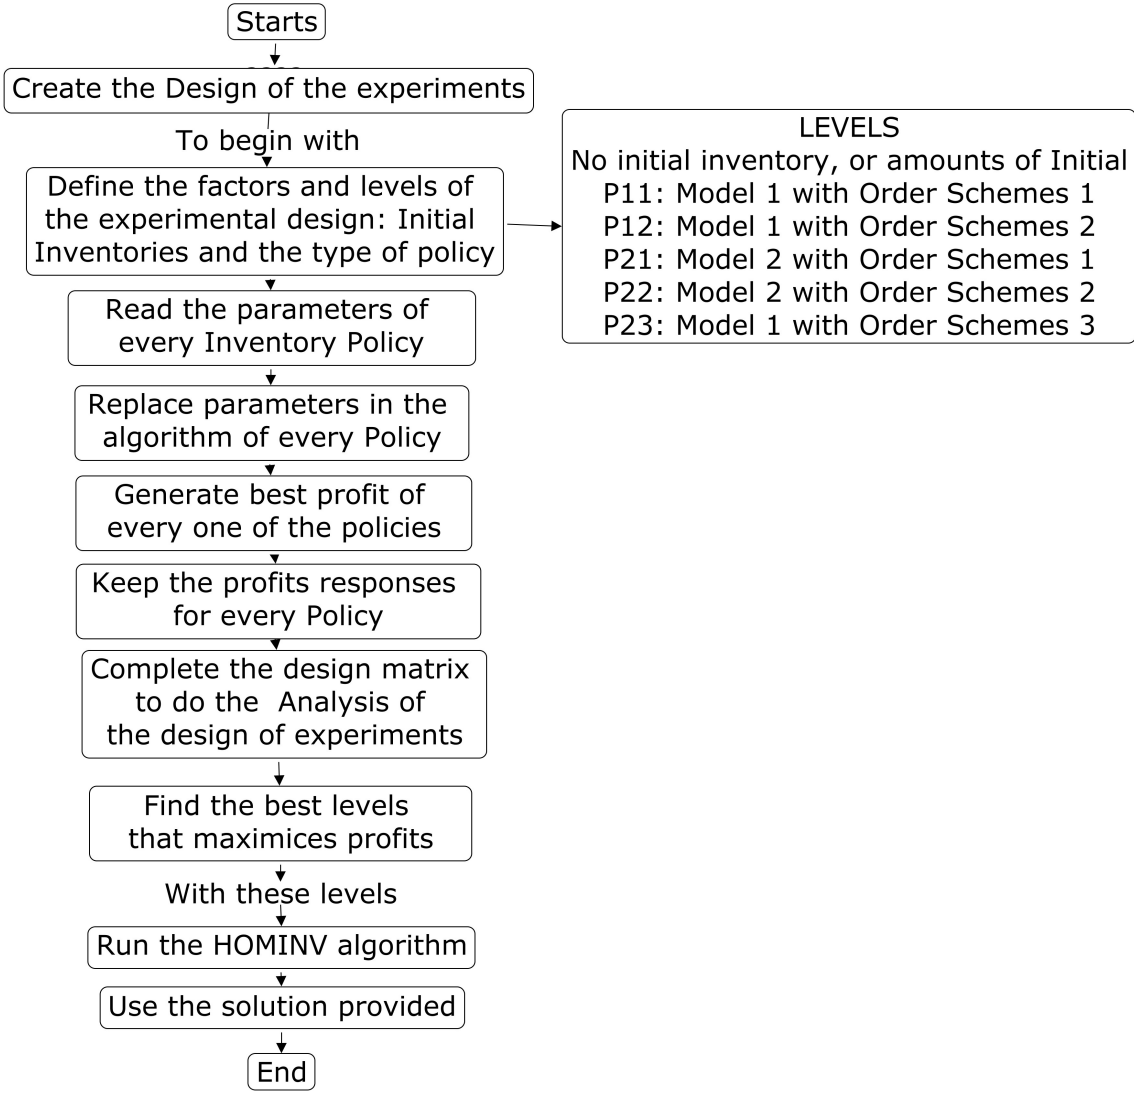 Starts
Create the Design of the experiments
To begin with
Define the factors and levels of
the experimental design: Initial
Inventories and the type of policy
LEVELS
No initial inventory, or amounts of Initial
P11: Model 1 with Order Schemes 1
P12: Model 1 with Order Schemes 2
P21: Model 2 with Order Schemes 1
P22: Model 2 with Order Schemes 2
P23: Model 1 with Order Schemes 3
Read the parameters of
every Inventory Policy
Replace parameters in the
algorithm of every Policy
Generate best profit of
every one of the policies
Keep the profits responses
for every Policy
Complete the design matrix
to do the  Analysis of
the design of experiments
Find the best levels
that maximices profits
With these levels
Run the HOMINV algorithm
Use the solution provided
End